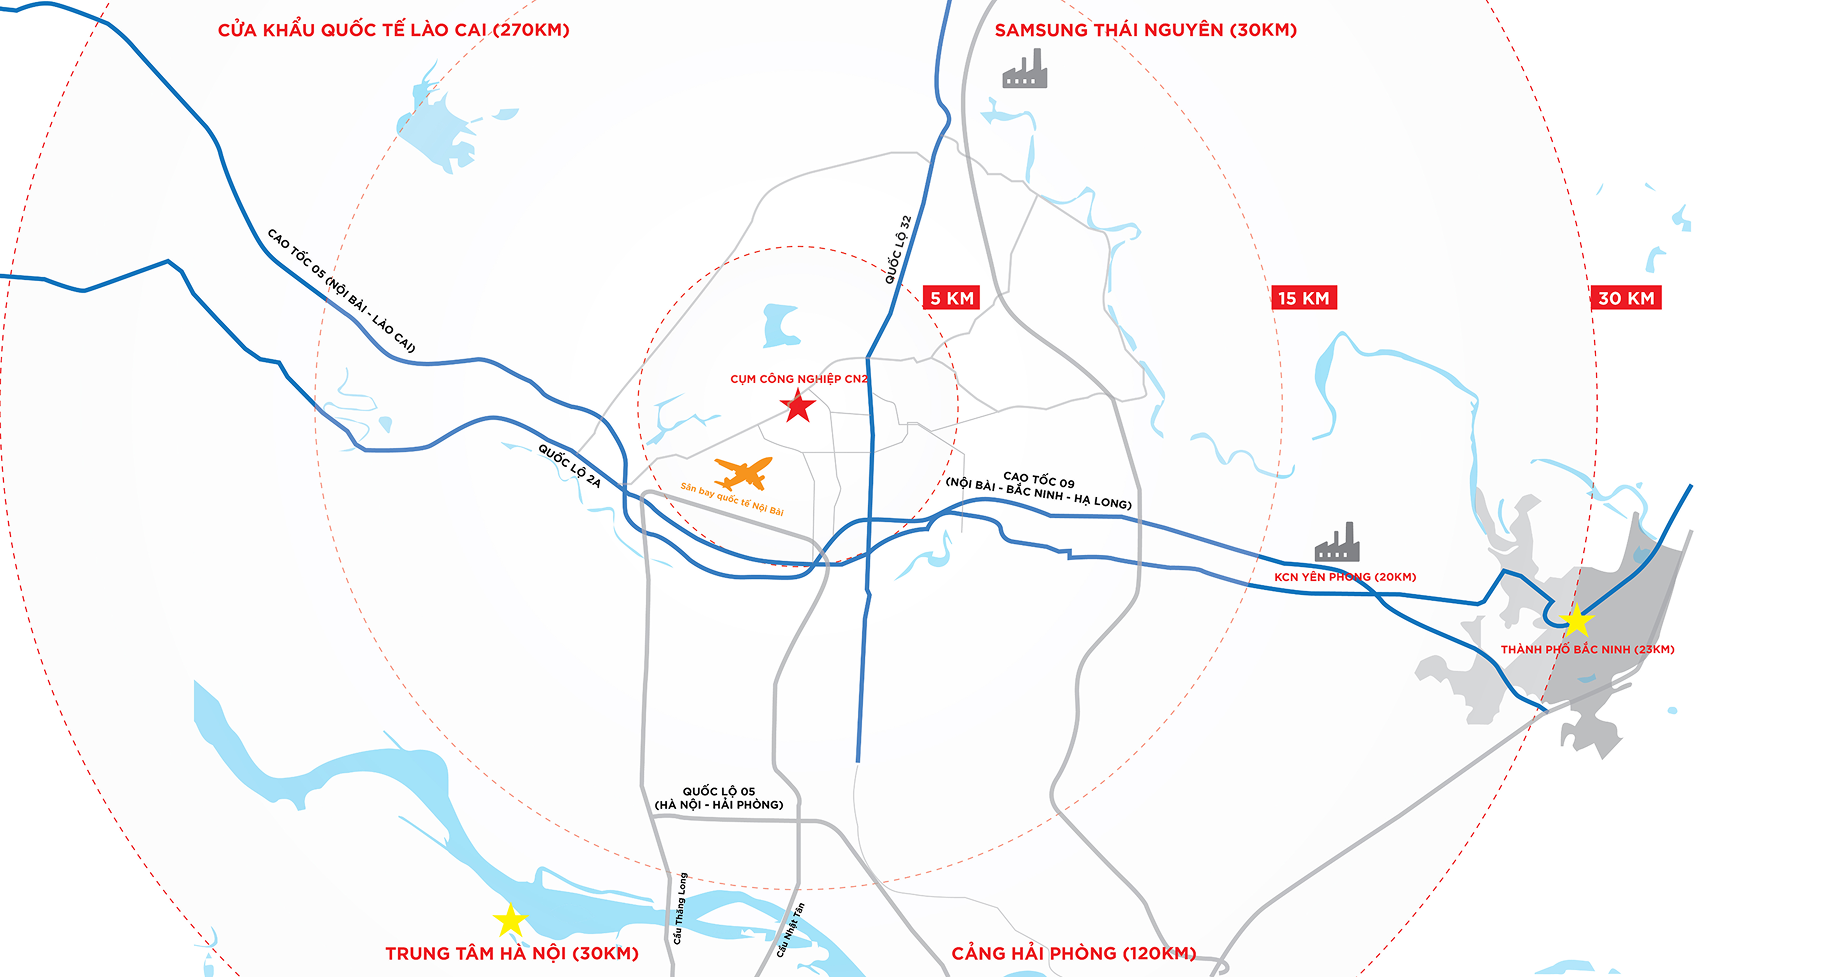 CỬA KHẨU QUỐC TẾ LÀO CAI (270KM)
SAMSUNG THÁI NGUYÊN (30KM)
CAO TỐC 05 (NỘI BÀI - LÀO CAI)
QUỐC LỘ 32
5 KM
15 KM
30 KM
CỤM CÔNG NGHIỆP CN2
QUỐC LỘ 2A
Sân bay quốc tế Nội Bài
CAO TỐC 09
(NỘI BÀI - BẮC NINH - HẠ LONG)
KCN YÊN PHONG (20KM)
THÀNH PHỐ BẮC NINH (23KM)
QUỐC LỘ 05
(HÀ NỘI - HẢI PHÒNG)
Cầu Thăng Long
Cầu Nhật Tân
TRUNG TÂM HÀ NỘI (30KM)
CẢNG HẢI PHÒNG (120KM)